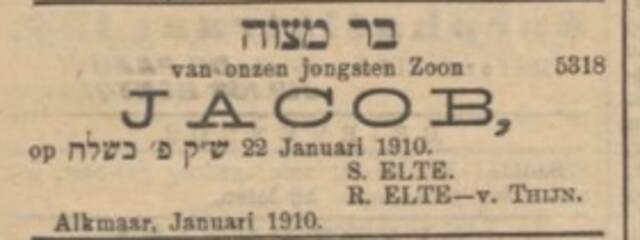 בר מצוה
van onzen jongsten Zoon 5318
JACOB,
op ש״ק פ׳ בשלח 22 Januari 1910.
S. ELTE.
R. ELTE—v. THIJN.
Alkmaar, Januari 1910.